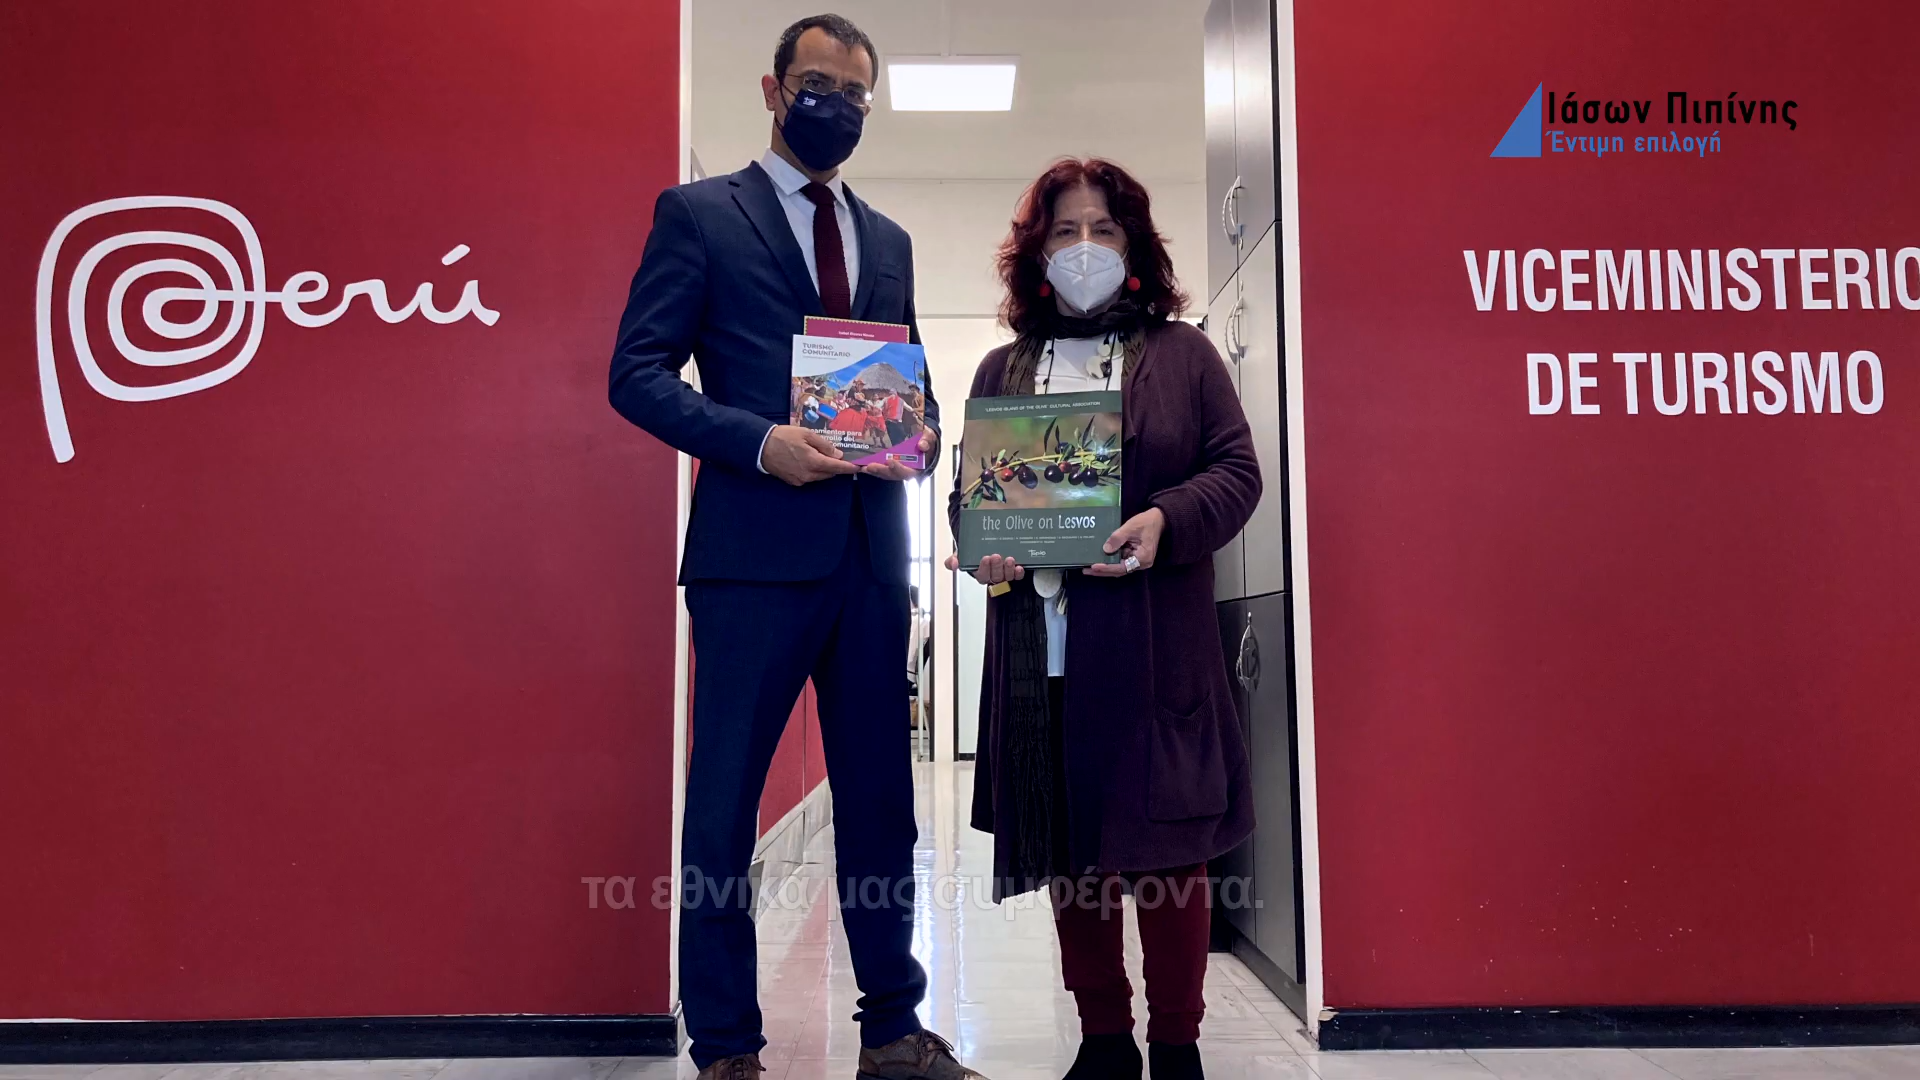 Ιάσων Πιπίνης
Έντιμη επιλογή
Perú
VICEMINISTERIO
DE TURISMO
TURISMO
COMUNITARIO
comunitario
'LESVOS ISLAND OF THE OLIVE' CULTURAL ASSOCIATION
the Olive on Lesvos
τα εθνικά μας συμφέροντα.